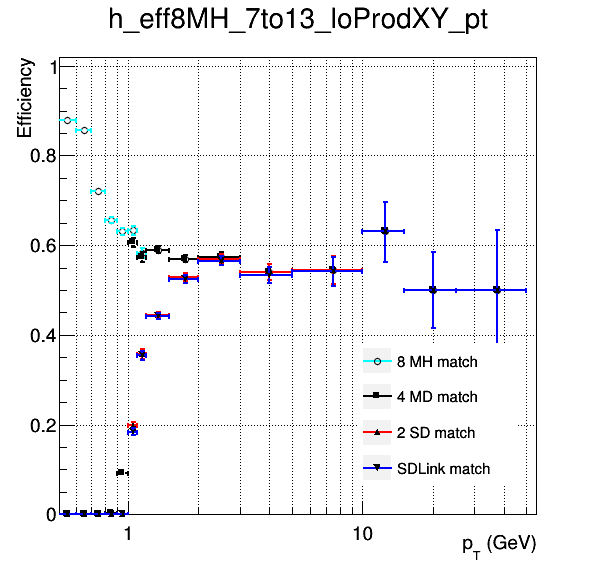 h_eff8MH_7to13_loProdXY_pt
Efficiency
1
0.8
0.6
0.4
0.2
0
8 MH match
4 MD match
2 SD match
SDLink match
1 10
p_T (GeV)